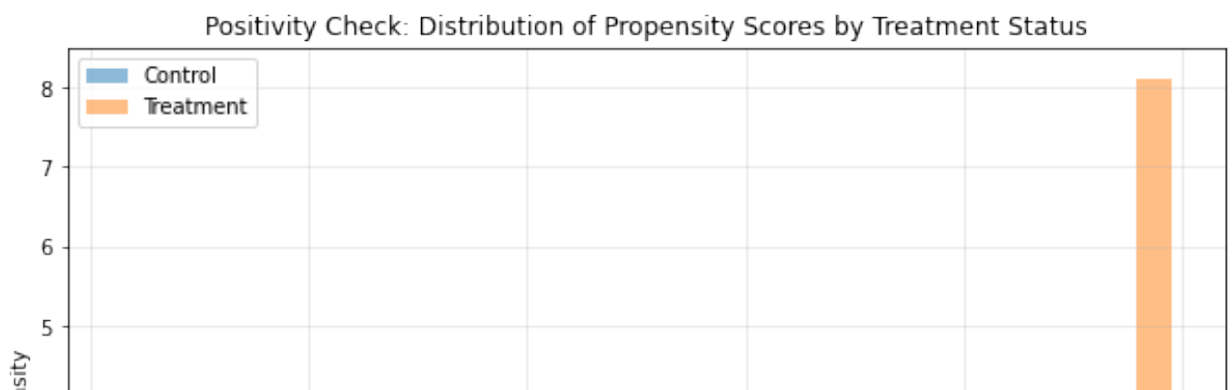 Positivity Check: Distribution of Propensity Scores by Treatment Status
Control
Treatment
8
7
6
5